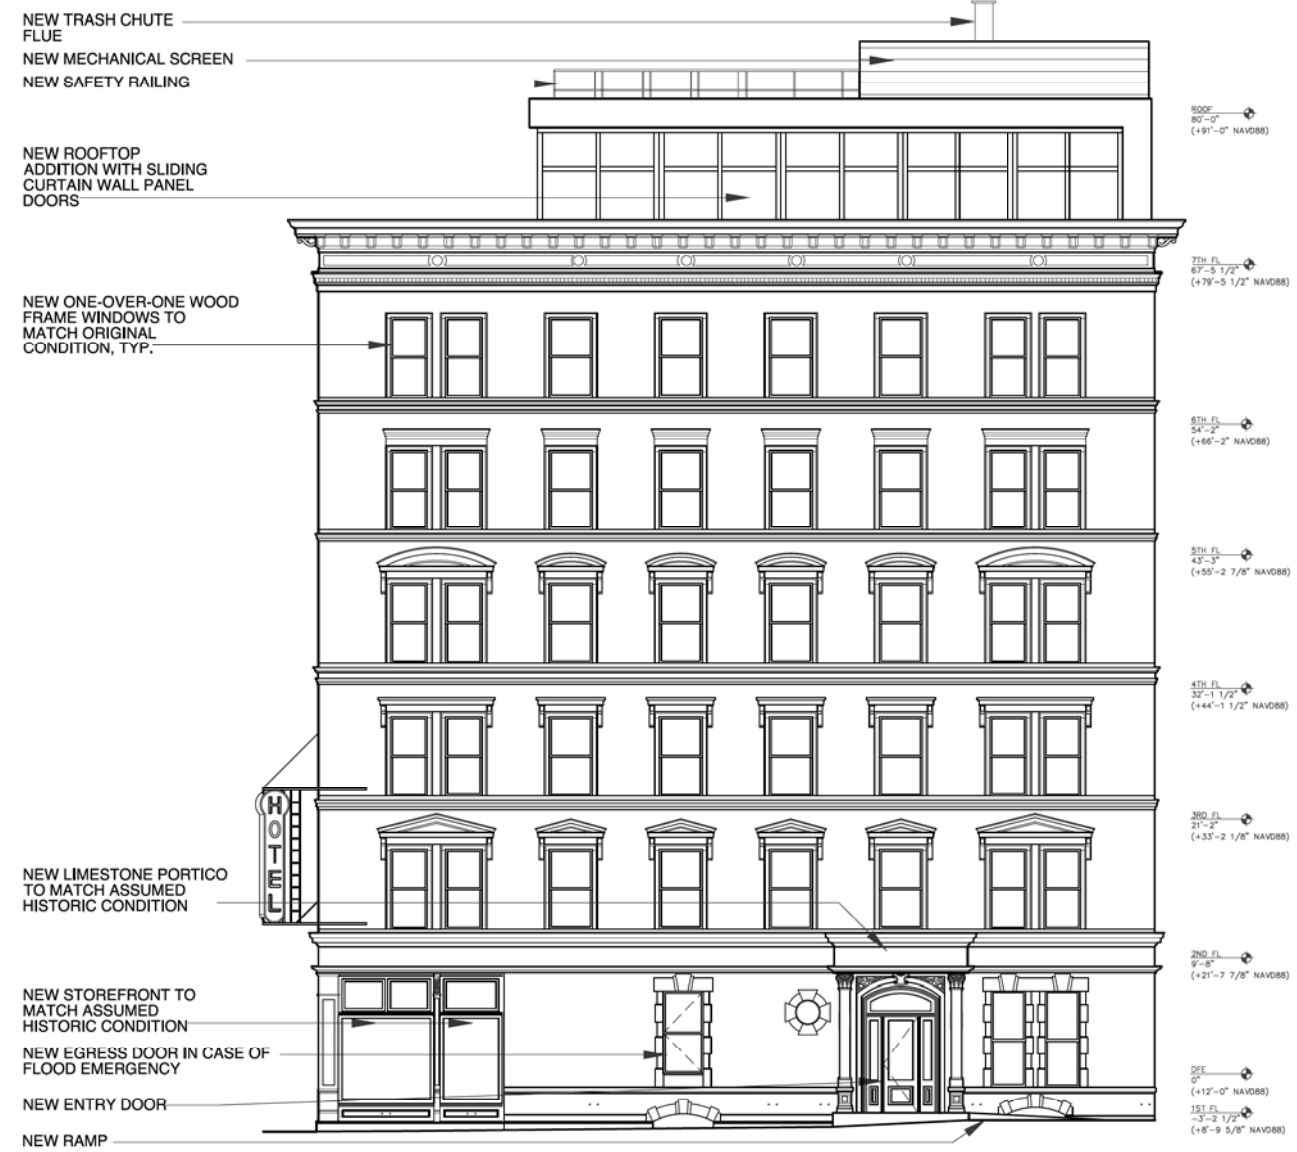 NEW TRASH CHUTE
FLUE
NEW MECHANICAL SCREEN
NEW SAFETY RAILING
NEW ROOFTOP
ADDITION WITH SLIDING
CURTAIN WALL PANEL
DOORS
NEW ONE-OVER-ONE WOOD
FRAME WINDOWS TO
MATCH ORIGINAL
CONDITION, TYP.
HOTEL
NEW LIMESTONE PORTICO
TO MATCH ASSUMED
HISTORIC CONDITION
NEW STOREFRONT TO
MATCH ASSUMED
HISTORIC CONDITION
NEW EGRESS DOOR IN CASE OF
FLOOD EMERGENCY
NEW ENTRY DOOR
NEW RAMP
ROOF
80'-0"
(+91'-0" NAVD88)
7TH FL
67'-5 1/2"
(+79'-5 1/2" NAVD88)
6TH FL
54'-2"
(+66'-2" NAVD88)
5TH FL
43'-3"
(+55'-2 7/8" NAVD88)
4TH FL
32'-1 1/2"
(+44'-1 1/2" NAVD88)
3RD FL
21'-2"
(+33'-2 1/8" NAVD88)
2ND FL
9'-8"
(+21'-7 7/8" NAVD88)
DFE
0"
(+12'-0" NAVD88)
1ST FL
-3'-2 1/2"
(+8'-9 5/8" NAVD88)